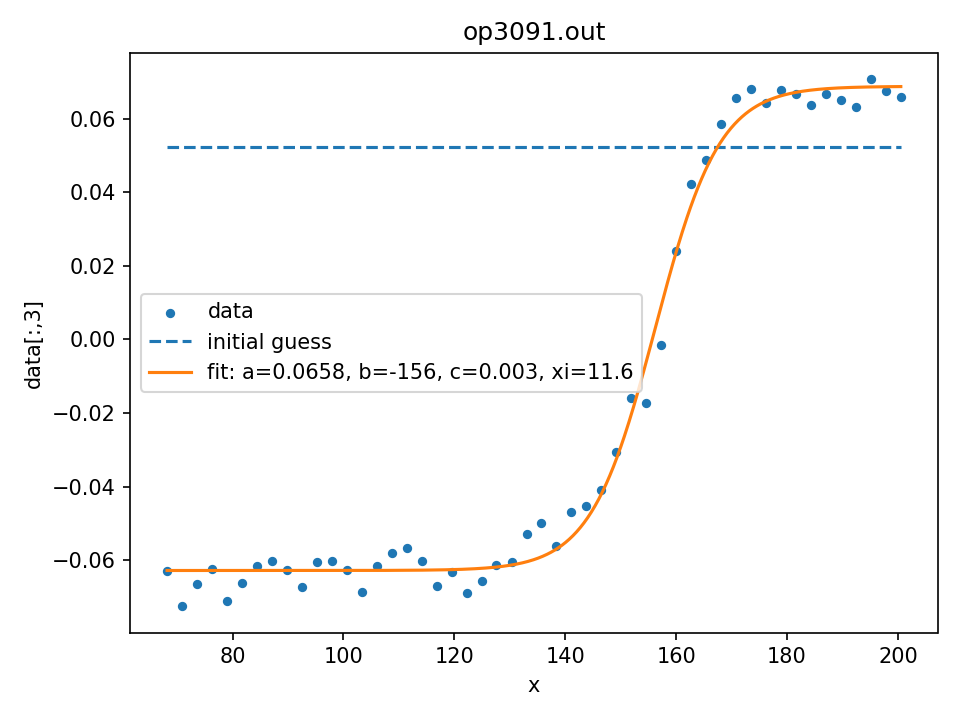 op3091.out
0.06
0.04
0.02
0.00
−0.02
−0.04
−0.06
data[:,3]
data
initial guess
fit: a=0.0658, b=-156, c=0.003, xi=11.6
80 100 120 140 160 180 200
x